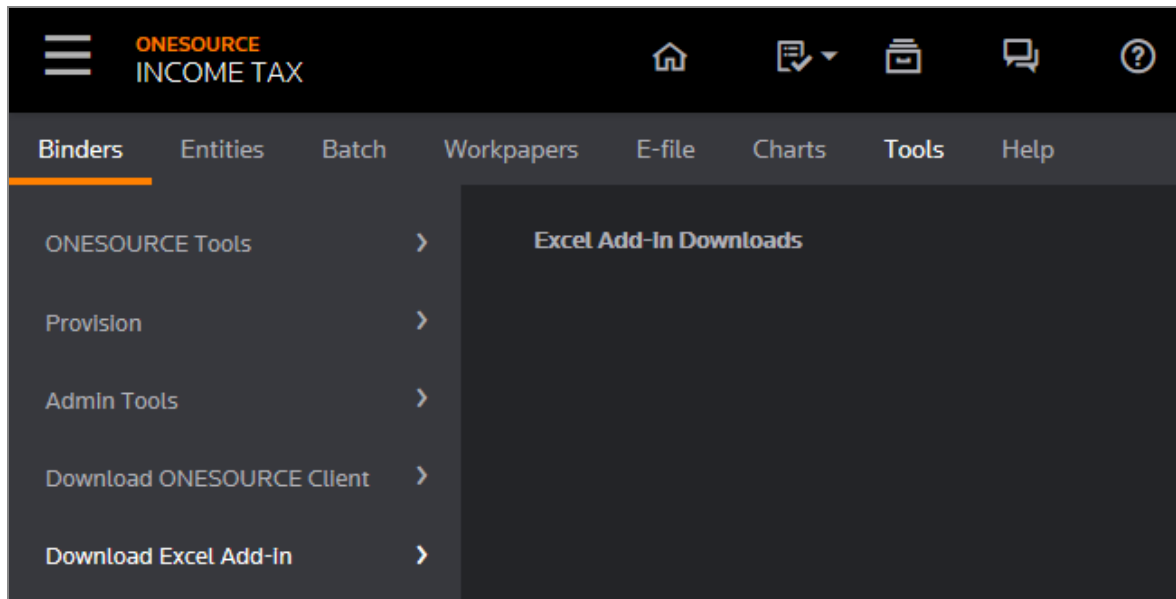 ONESOURCE
INCOME TAX
Binders Entities Batch Workpapers E-file Charts Tools Help
ONESOURCE Tools
Excel Add-In Downloads
Provision
Admin Tools
Download ONESOURCE Client
Download Excel Add-in